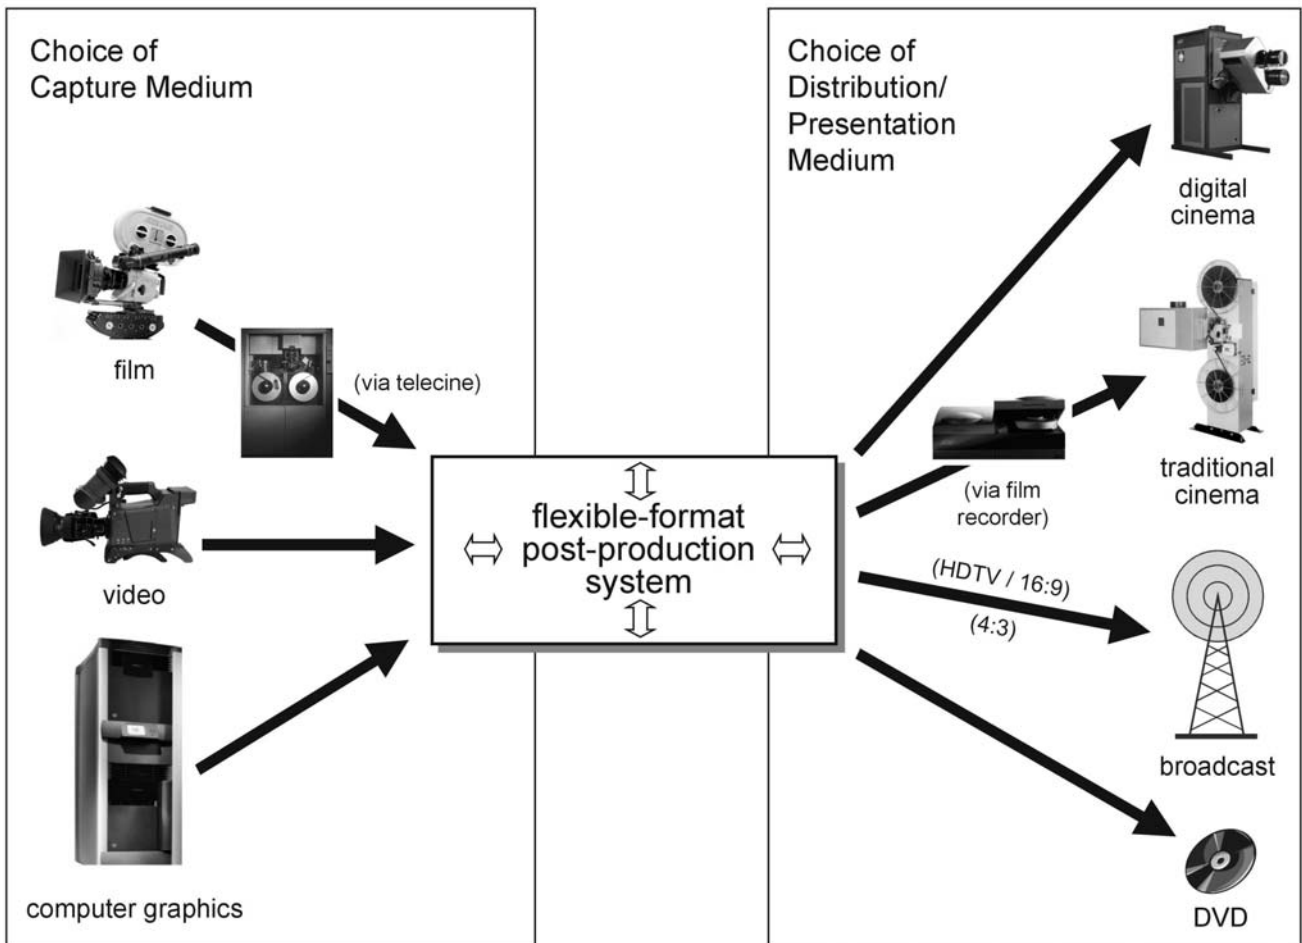 Choice of
Capture Medium
film
(via telecine)
video
computer graphics
flexible-format
post-production
system
Choice of
Distribution/
Presentation
Medium
digital
cinema
traditional
cinema
(via film
recorder)
(HDTV / 16:9)
(4:3)
broadcast
DVD